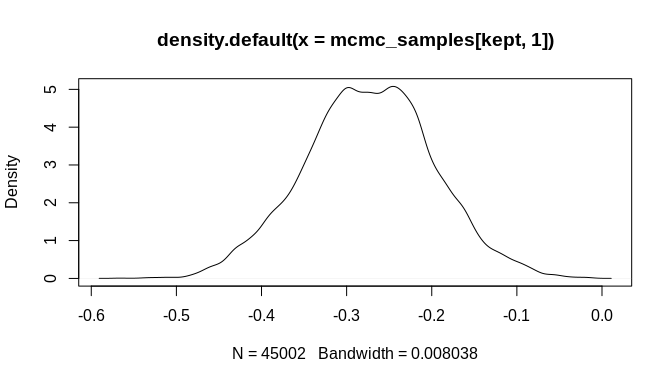 density.default(x = mcmc_samples[kept, 1])
Density
5
4
3
2
1
0
-0.6 -0.5 -0.4 -0.3 -0.2 -0.1 0.0
N = 45002 Bandwidth = 0.008038